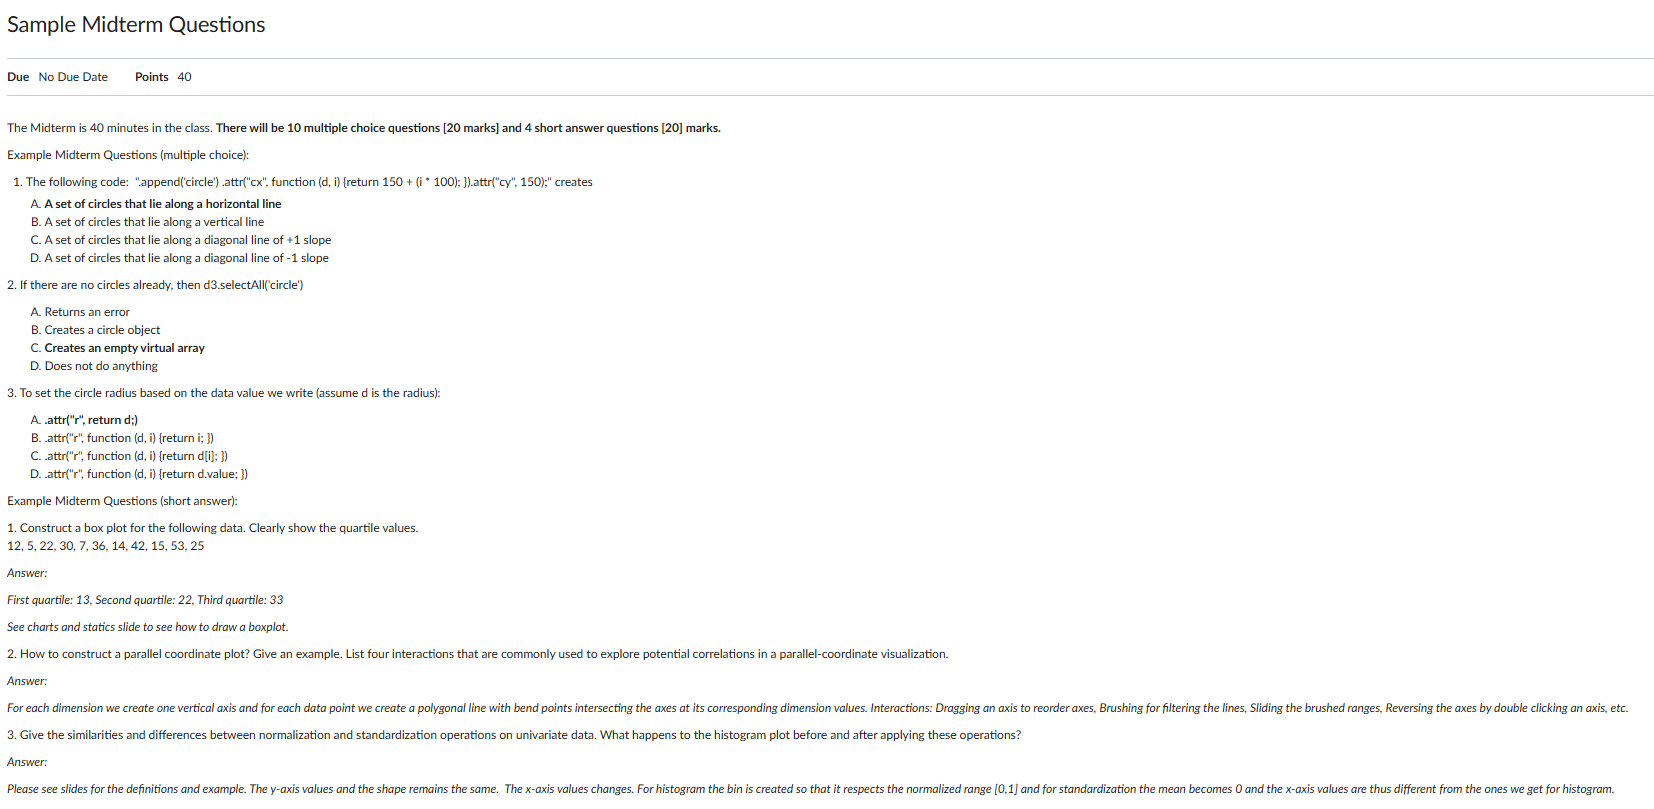 Sample Midterm Questions
Due No Due Date Points 40
The Midterm is 40 minutes in the class. There will be 10 multiple choice questions [20 marks] and 4 short answer questions [20] marks.
Example Midterm Questions (multiple choice):
1. The following code: ".append('circle') .attr("cx", function (d, i) {return 150 + (i * 100); }).attr("cy", 150);" creates
A. A set of circles that lie along a horizontal line
B. A set of circles that lie along a vertical line
C. A set of circles that lie along a diagonal line of +1 slope
D. A set of circles that lie along a diagonal line of -1 slope
2. If there are no circles already, then d3.selectAll('circle')
A. Returns an error
B. Creates a circle object
C. Creates an empty virtual array
D. Does not do anything
3. To set the circle radius based on the data value we write (assume d is the radius):
A. .attr("r", return d;)
B. .attr("r", function (d, i) {return i; })
C. .attr("r", function (d, i) {return d[i]; })
D. .attr("r", function (d, i) {return d.value; })
Example Midterm Questions (short answer):
1. Construct a box plot for the following data. Clearly show the quartile values.
12, 5, 22, 30, 7, 36, 14, 42, 15, 53, 25
Answer:
First quartile: 13, Second quartile: 22, Third quartile: 33
See charts and statics slide to see how to draw a boxplot.
2. How to construct a parallel coordinate plot? Give an example. List four interactions that are commonly used to explore potential correlations in a parallel-coordinate visualization.
Answer:
For each dimension we create one vertical axis and for each data point we create a polygonal line with bend points intersecting the axes at its corresponding dimension values. Interactions: Dragging an axis to reorder axes, Brushing for filtering the lines, Sliding the brushed ranges, Reversing the axes by double clicking an axis, etc.
3. Give the similarities and differences between normalization and standardization operations on univariate data. What happens to the histogram plot before and after applying these operations?
Answer:
Please see slides for the definitions and example. The y-axis values and the shape remains the same. The x-axis values changes. For histogram the bin is created so that it respects the normalized range [0,1] and for standardization the mean becomes 0 and the x-axis values are thus different from the ones we get for histogram.